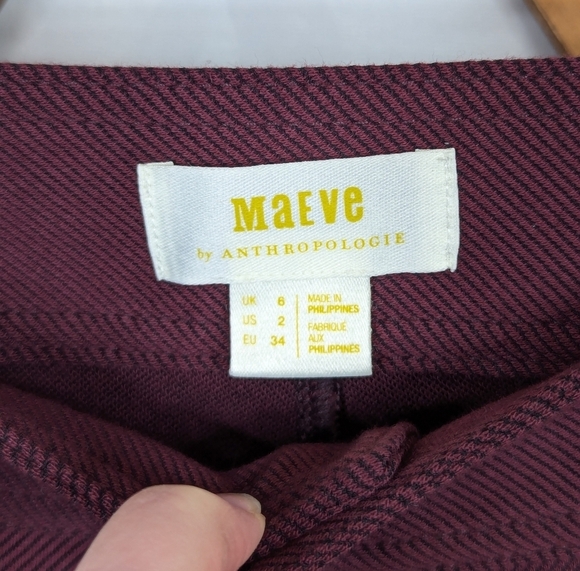 MaEVe
by ANTHROPOLOGIE
UK 6
US 2
EU 34
MADE IN
PHILIPPINES
FABRIQUÉ
AUX
PHILIPPINES